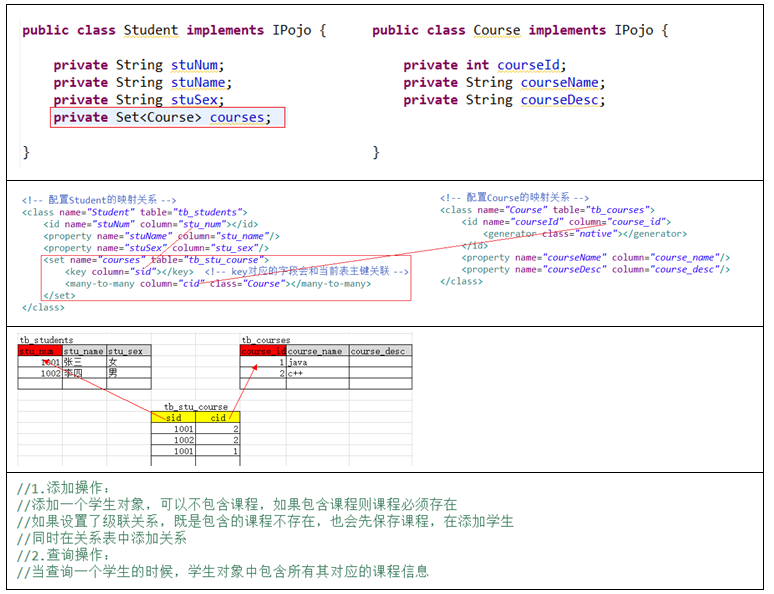 public class Student implements IPojo {
private String stuNum;
private String stuName;
private String stuSex;
private Set<Course> courses;
}
public class Course implements IPojo {
private int courseId;
private String courseName;
private String courseDesc;
}
<!-- 配置Student的映射关系 -->
<class name="Student" table="tb_students">
<id name="stuNum" column="stu_num"></id>
<property name="stuName" column="stu_name"/>
<property name="stuSex" column="stu_sex"/>
<set name="courses" table="tb_stu_course">
<key column="sid"></key> <!-- key对应的字段会和当前表主键关联 -->
<many-to-many column="cid" class="Course"></many-to-many>
</set>
</class>
<!-- 配置Course的映射关系 -->
<class name="Course" table="tb_courses">
<id name="courseId" column="course_id">
<generator class="native"></generator>
</id>
<property name="courseName" column="course_name"/>
<property name="courseDesc" column="course_desc"/>
</class>
tb_students
stu_num stu_name stu_sex
1001 张三 女
1002 李四 男
tb_courses
course_id course_name course_desc
1 java
2 c++
tb_stu_course
sid cid
1001 2
1002 2
1001 1
//1.添加操作:
//添加一个学生对象，可以不包含课程，如果包含课程则课程必须存在
//如果设置了级联关系，既是包含的课程不存在，也会先保存课程，在添加学生
//同时在关系表中添加关系
//2.查询操作:
//当查询一个学生的时候，学生对象中包含所有其对应的课程信息